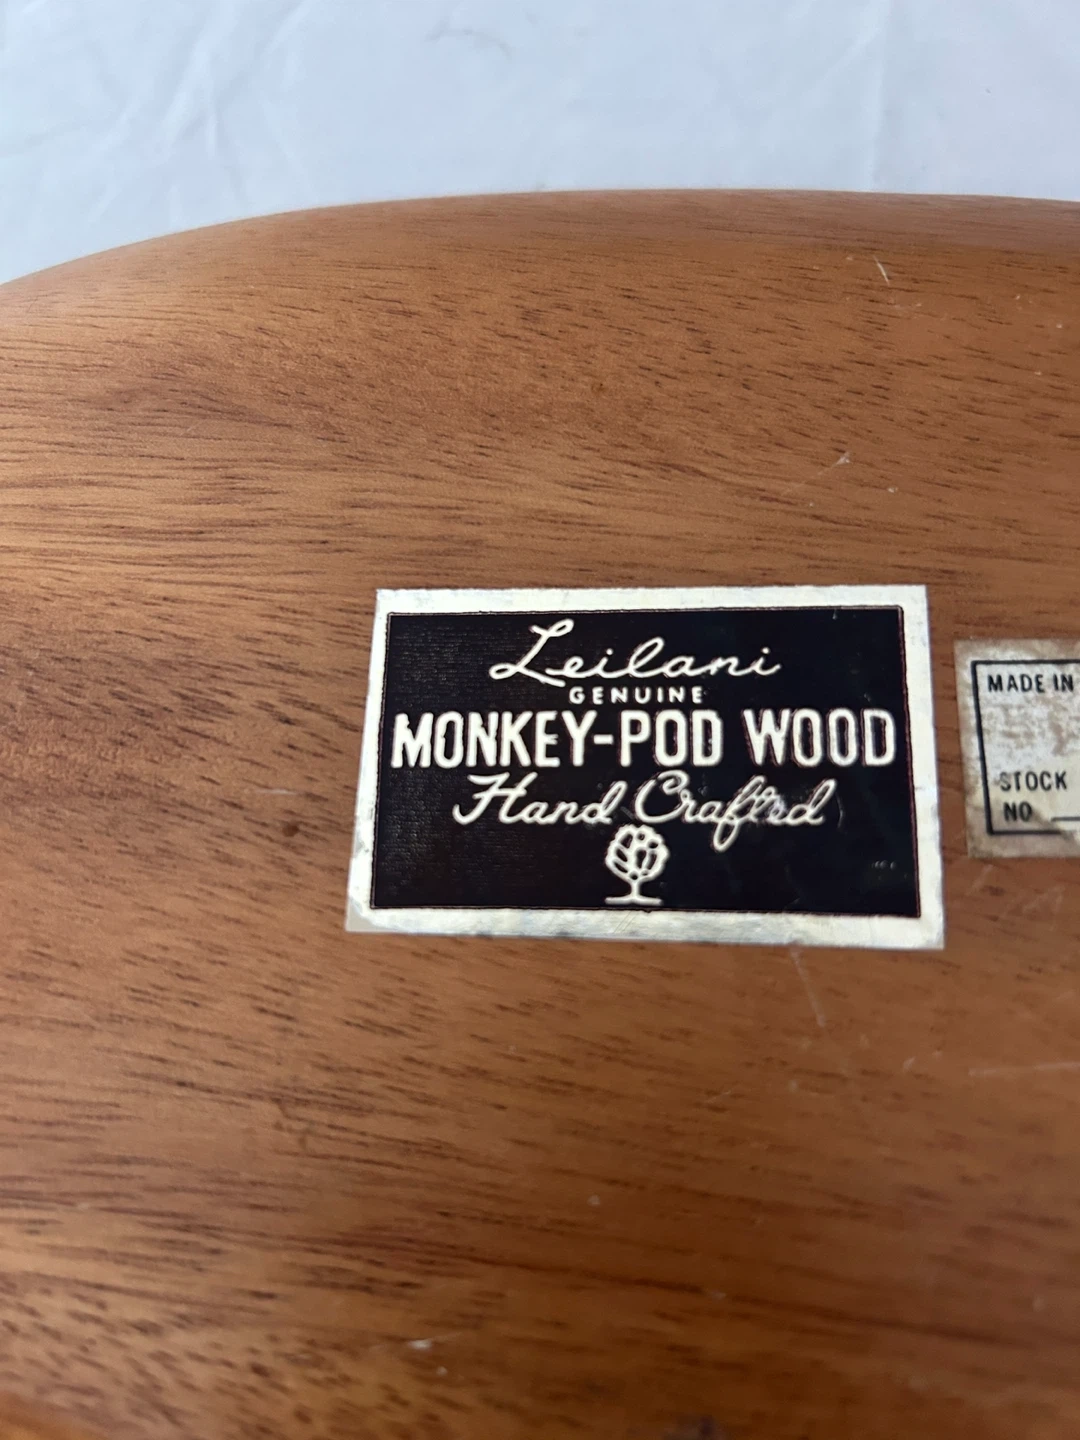 Leilani
GENUINE
MONKEY-POD WOOD
Hand Crafted
MADE IN
STOCK
NO